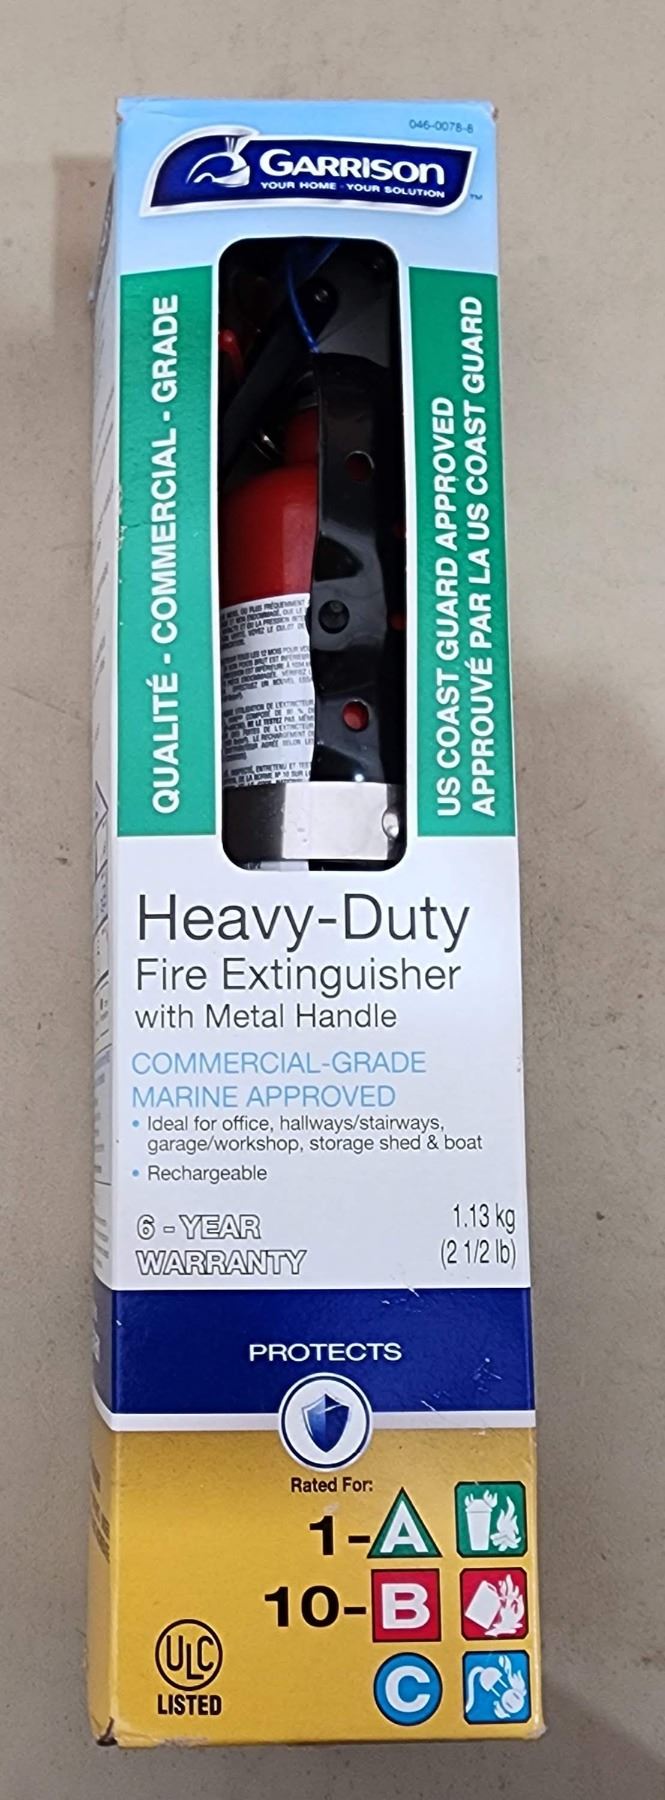 046-0078-8
GARRISON
YOUR HOME - YOUR SOLUTION
TM
QUALITÉ - COMMERCIAL - GRADE
US COAST GUARD APPROVED
APPROUVÉ PAR LA US COAST GUARD
Heavy-Duty
Fire Extinguisher
with Metal Handle
COMMERCIAL-GRADE
MARINE APPROVED
• Ideal for office, hallways/stairways,
garage/workshop, storage shed & boat
• Rechargeable
6 - YEAR
WARRANTY
1.13 kg
(2 1/2 lb)
PROTECTS
Rated For:
1-A
10-B
C
ULC
LISTED